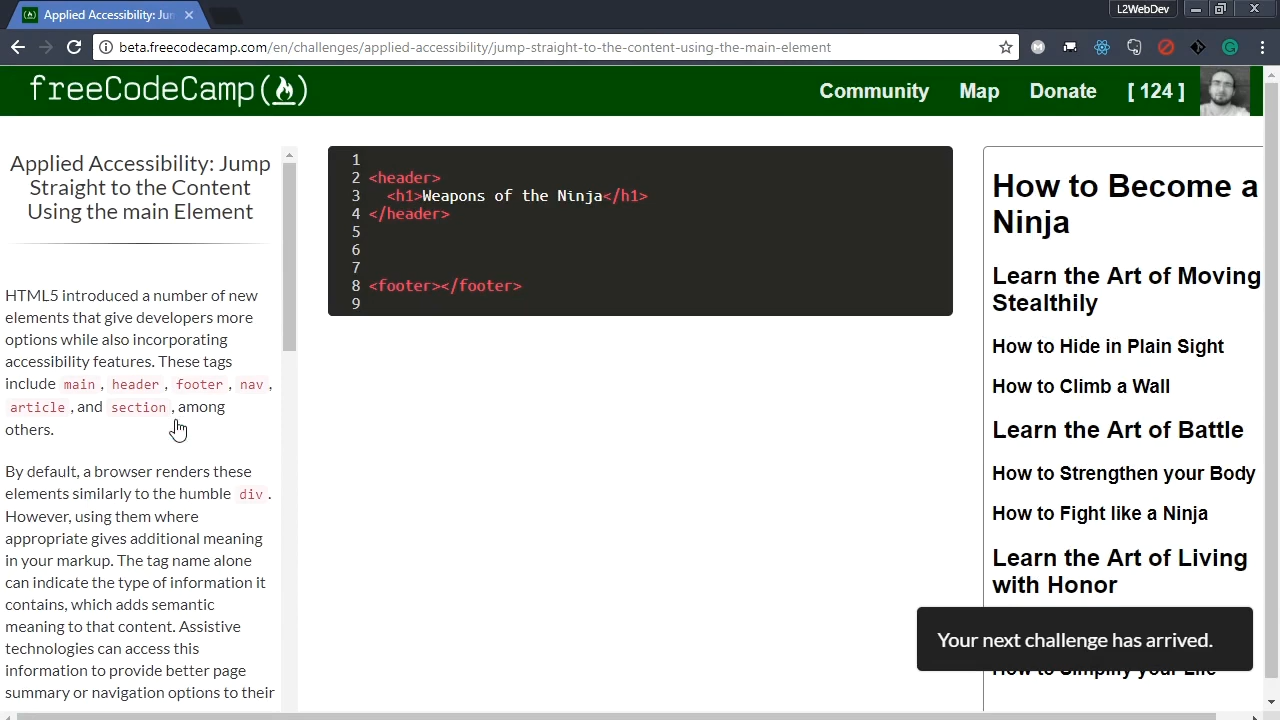 Applied Accessibility: Jum
L2WebDev
beta.freecodecamp.com/en/challenges/applied-accessibility/jump-straight-to-the-content-using-the-main-element
freeCodeCamp
Community Map Donate [ 124 ]
Applied Accessibility: Jump
Straight to the Content
Using the main Element
HTML5 introduced a number of new
elements that give developers more
options while also incorporating
accessibility features. These tags
include main, header, footer, nav,
article, and section, among
others.
By default, a browser renders these
elements similarly to the humble div.
However, using them where
appropriate gives additional meaning
in your markup. The tag name alone
can indicate the type of information it
contains, which adds semantic
meaning to that content. Assistive
technologies can access this
information to provide better page
summary or navigation options to their
1
2 <header>
3 <h1>Weapons of the Ninja</h1>
4 </header>
5
6
7
8 <footer></footer>
9
How to Become a
Ninja
Learn the Art of Moving
Stealthily
How to Hide in Plain Sight
How to Climb a Wall
Learn the Art of Battle
How to Strengthen your Body
How to Fight like a Ninja
Learn the Art of Living
with Honor
Your next challenge has arrived.
How to Simplify your Life